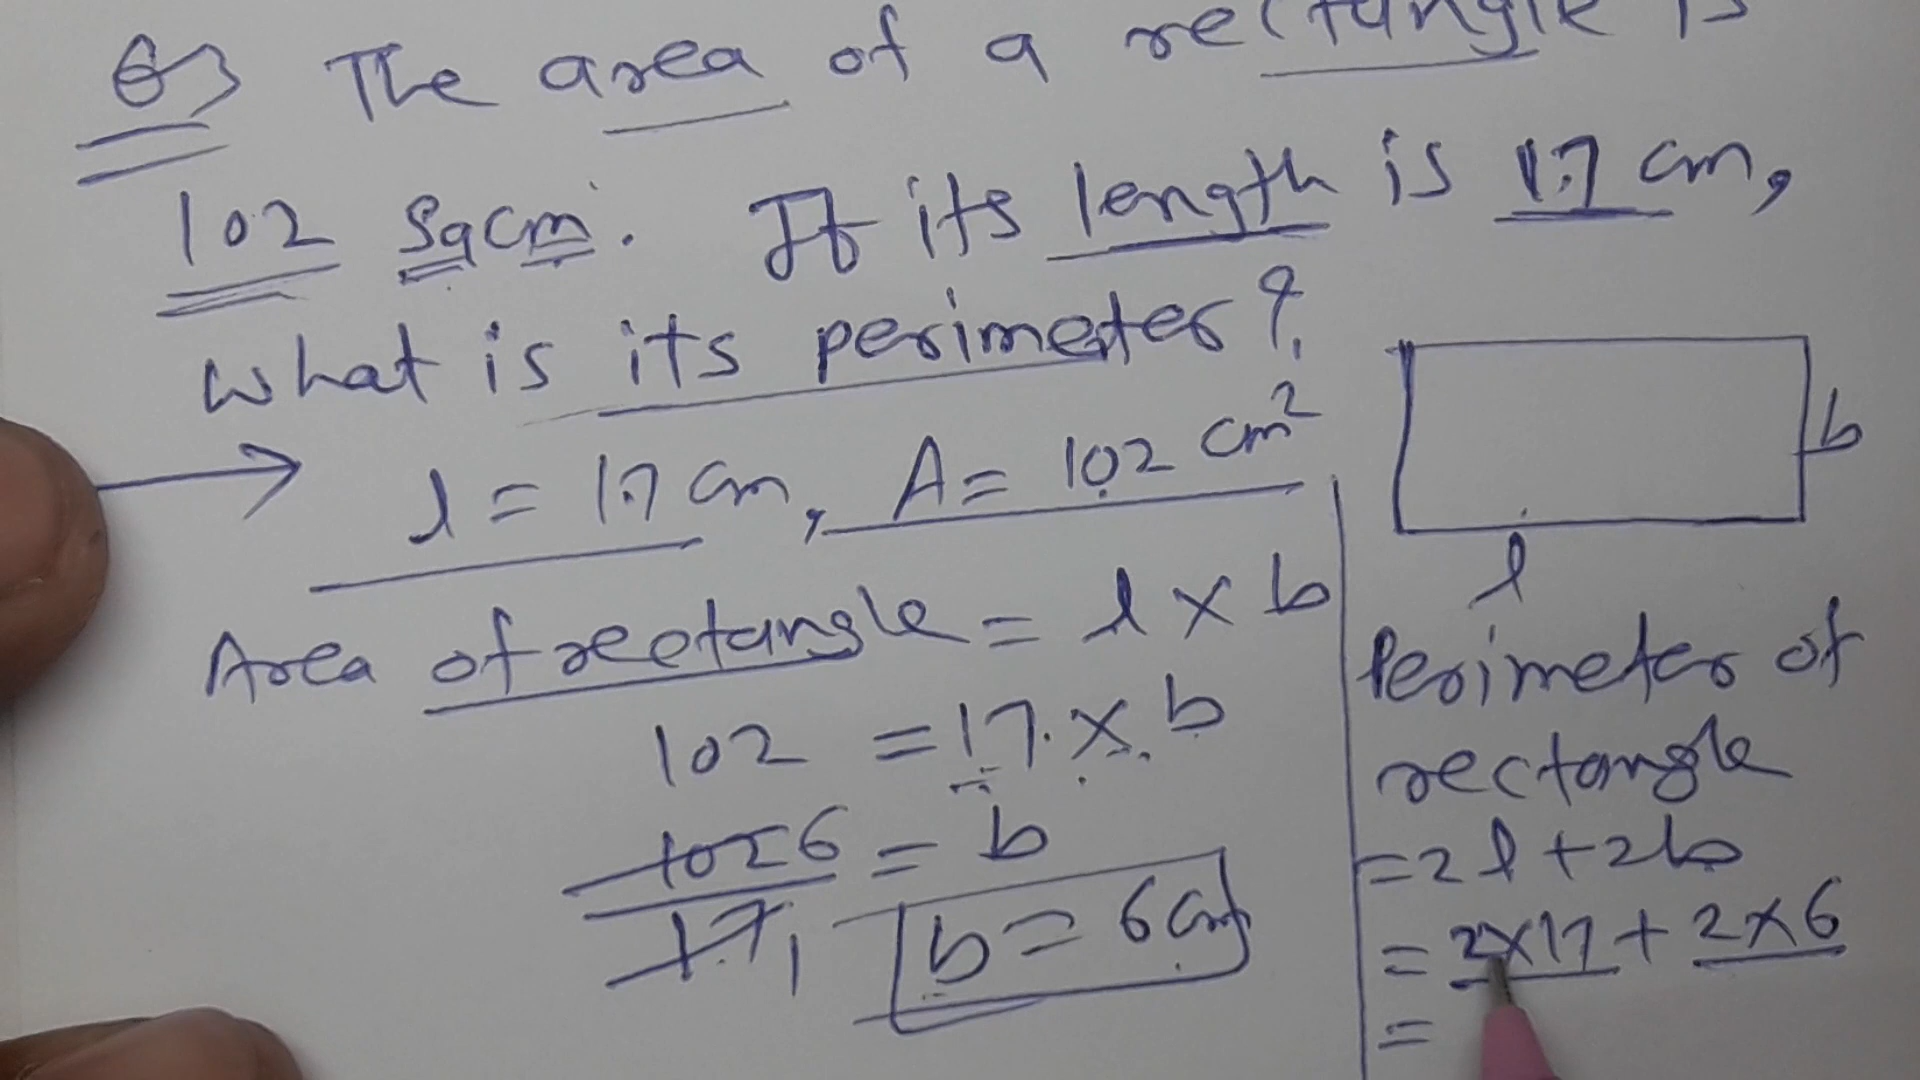 Q3 The area of a rectangle is
102 Sqcm. If its length is 17 cm,
what is its perimeter?
l = 17 cm, A = 102 cm²
b
l
Area of rectangle = l × b
102 = 17 × b
102 6 = b
17 1
b = 6 cm
Perimeter of
rectangle
= 2l + 2b
= 2×17 + 2×6
=